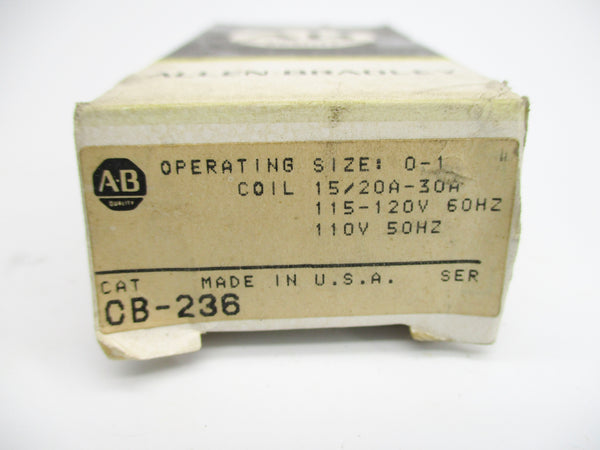 ALLEN-BRADLEY
A-B
QUALITY
OPERATING SIZE: 0-1
COIL 15/20A-30A
115-120V 60HZ
110V 50HZ
CAT MADE IN U.S.A. SER
CB-236